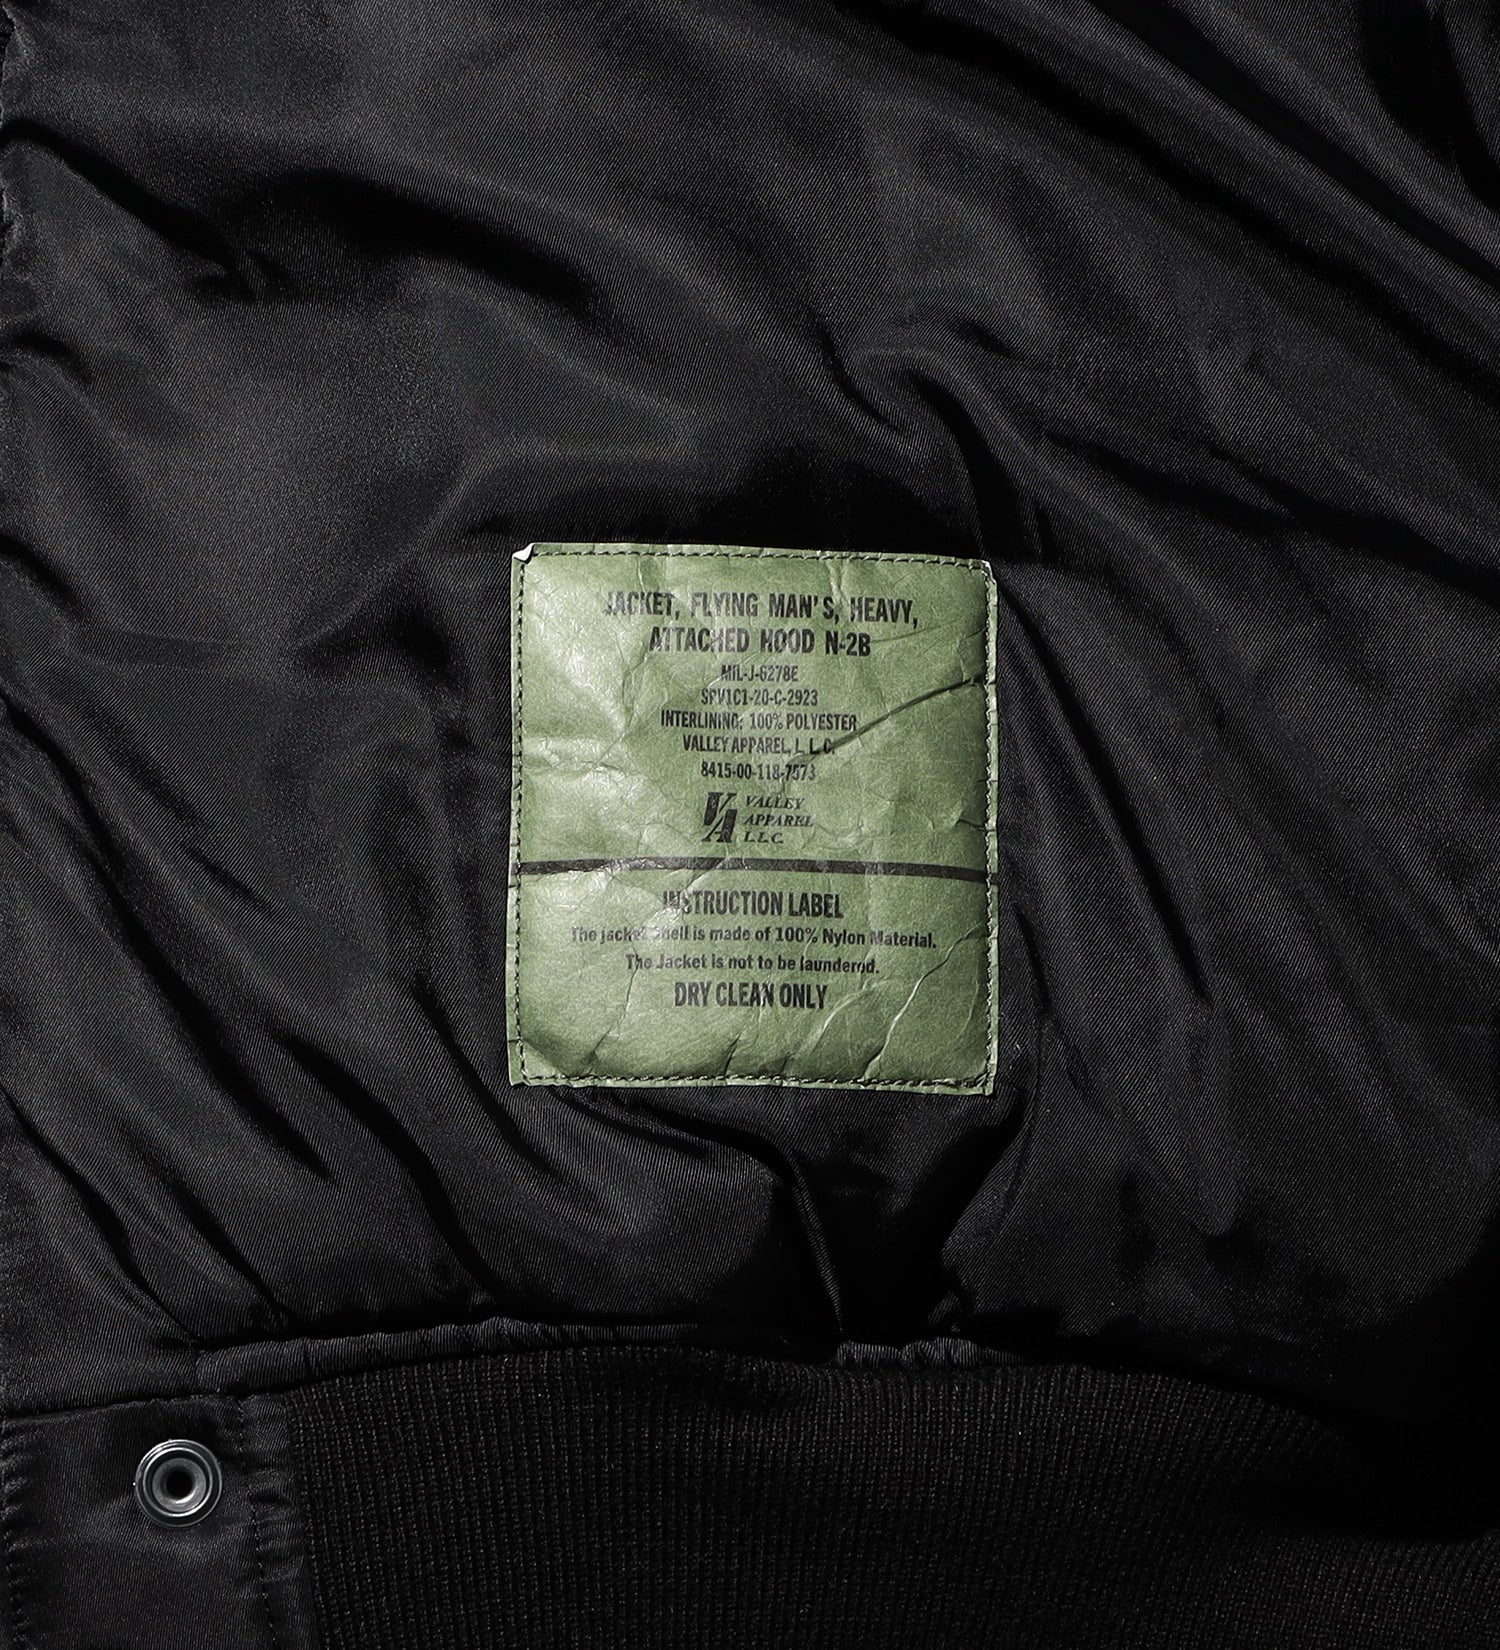 JACKET, FLYING MAN'S, HEAVY,
ATTACHED HOOD N-2B
MIL-J-6278E
SPV1C1-20-C-2923
INTERLINING: 100% POLYESTER
VALLEY APPAREL, L.L.C.
8415-00-118-7573
VA VALLEY
APPAREL
L.L.C.
INSTRUCTION LABEL
The jacket Shell is made of 100% Nylon Material.
The Jacket is not to be laundered.
DRY CLEAN ONLY